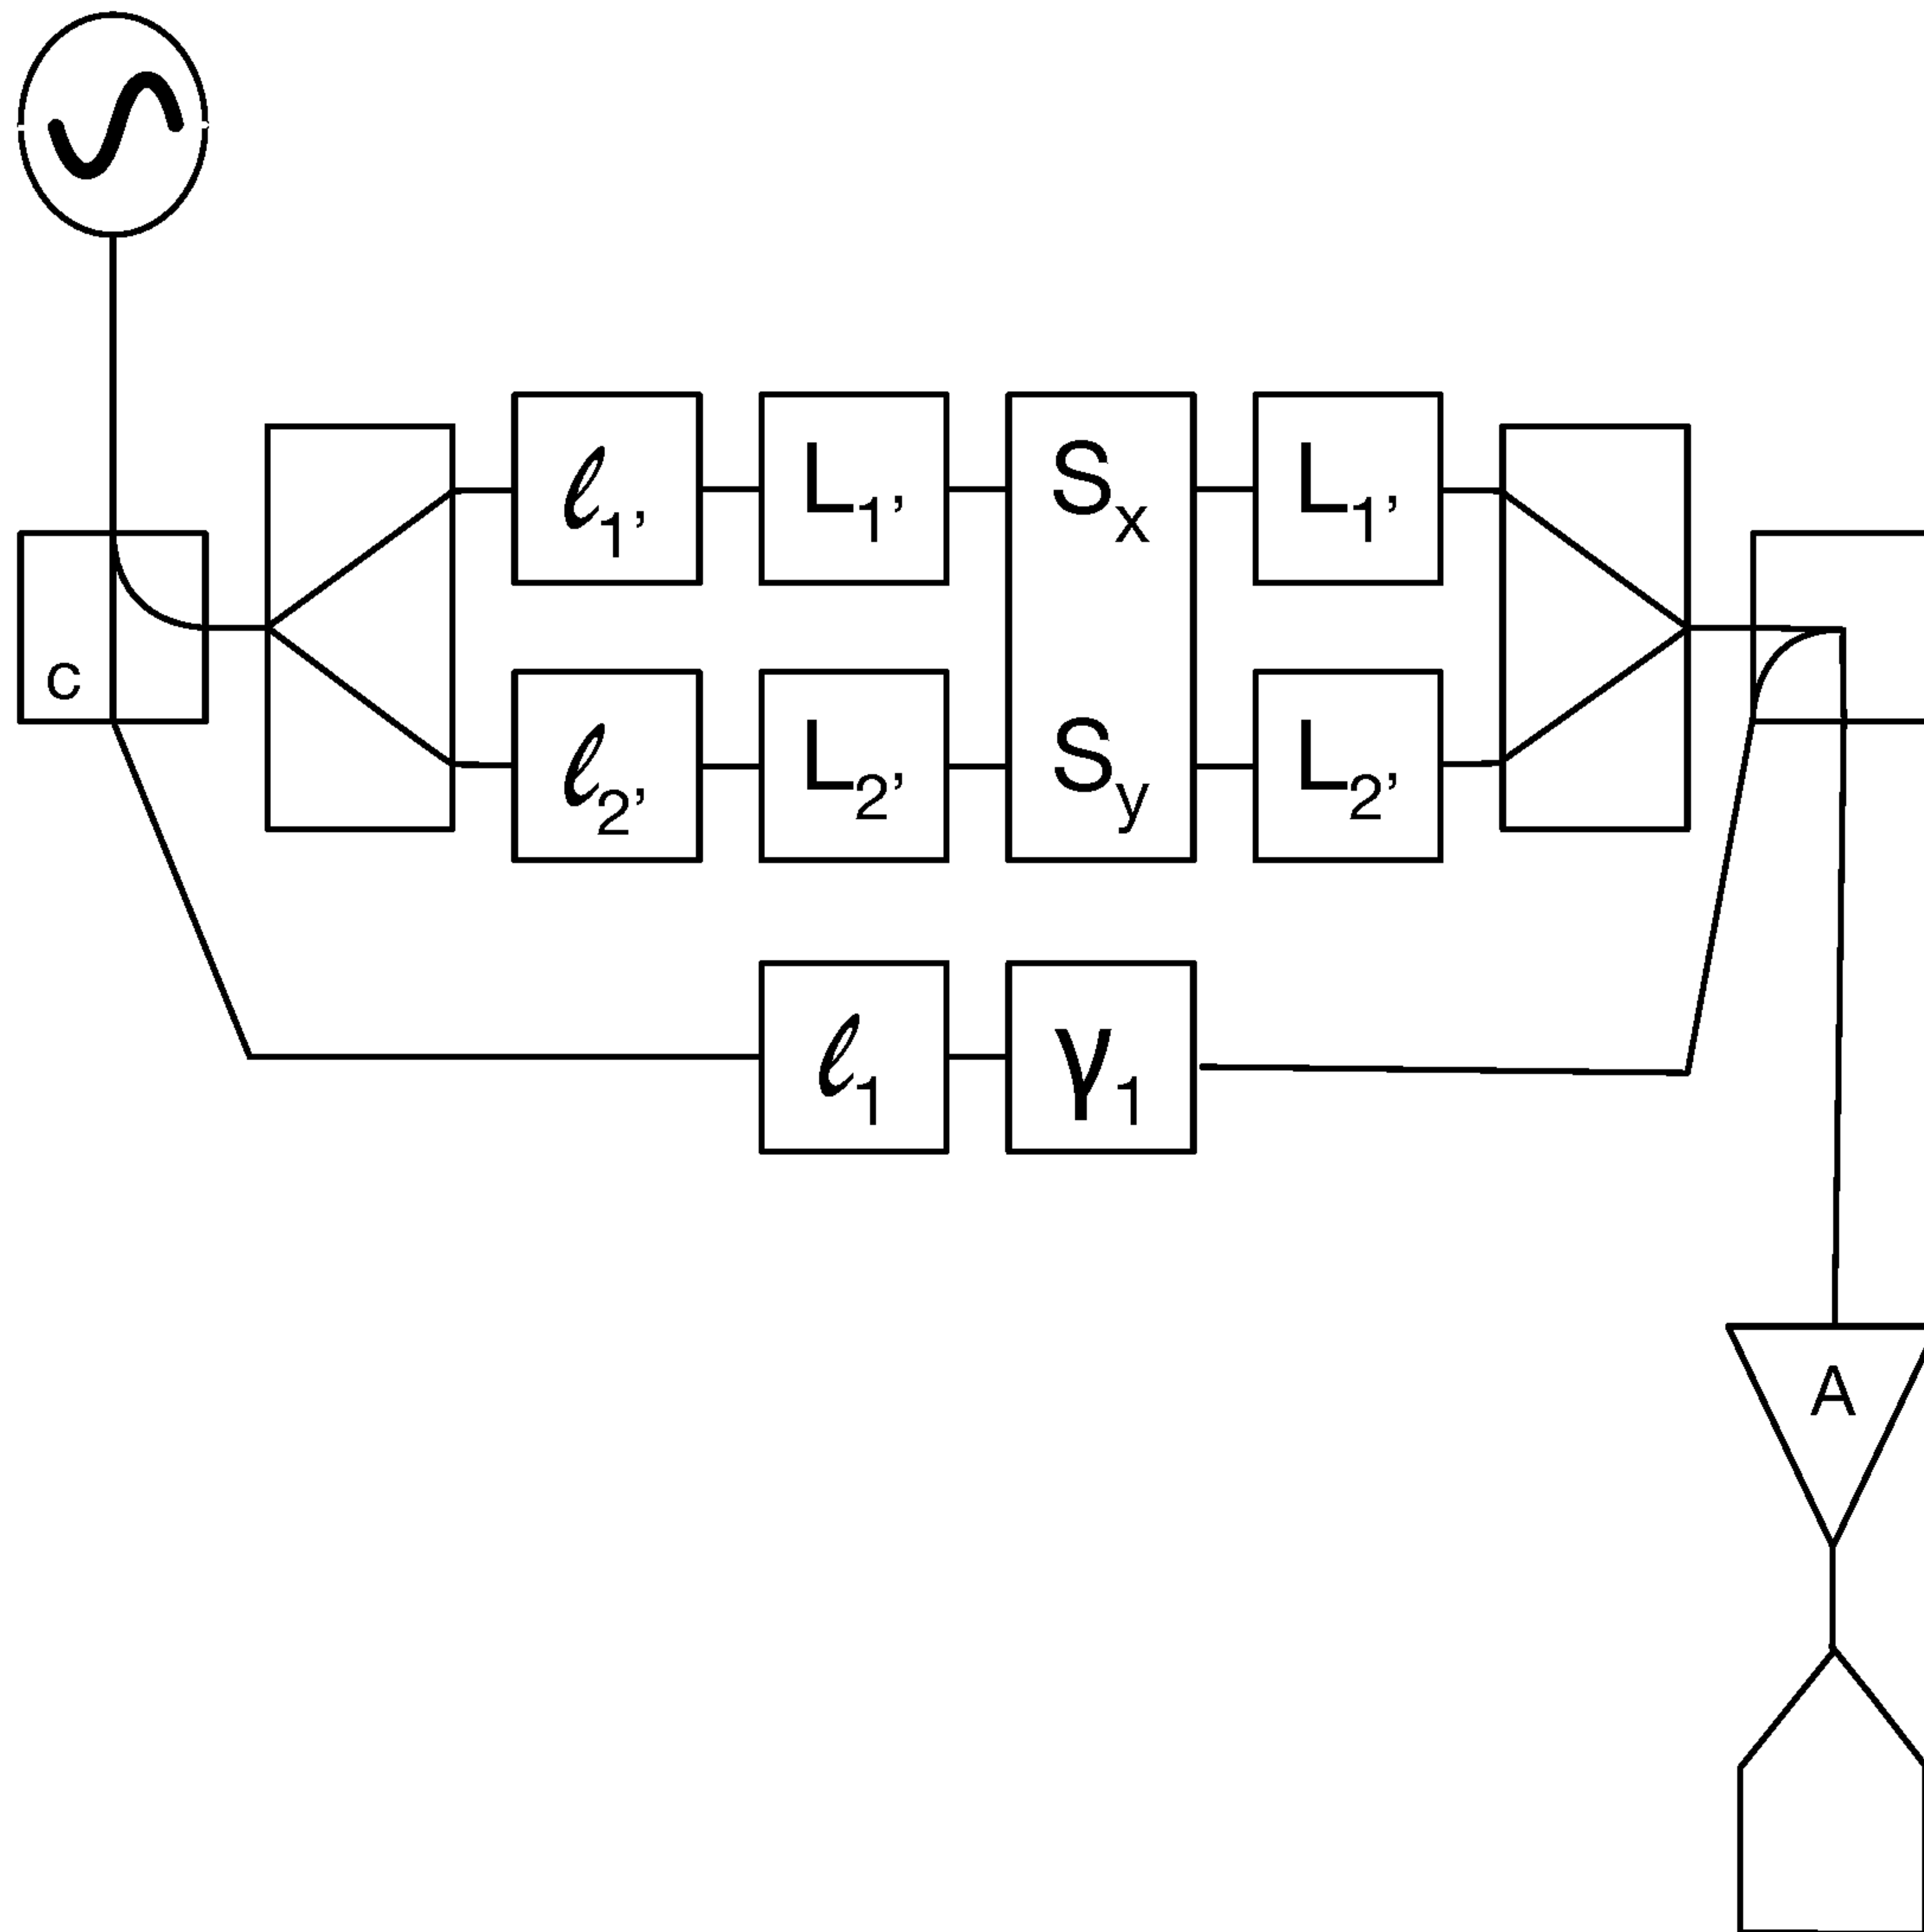 ℓ1, L1, Sx L1,
c
ℓ2, L2, Sy L2,
ℓ1 γ1
A